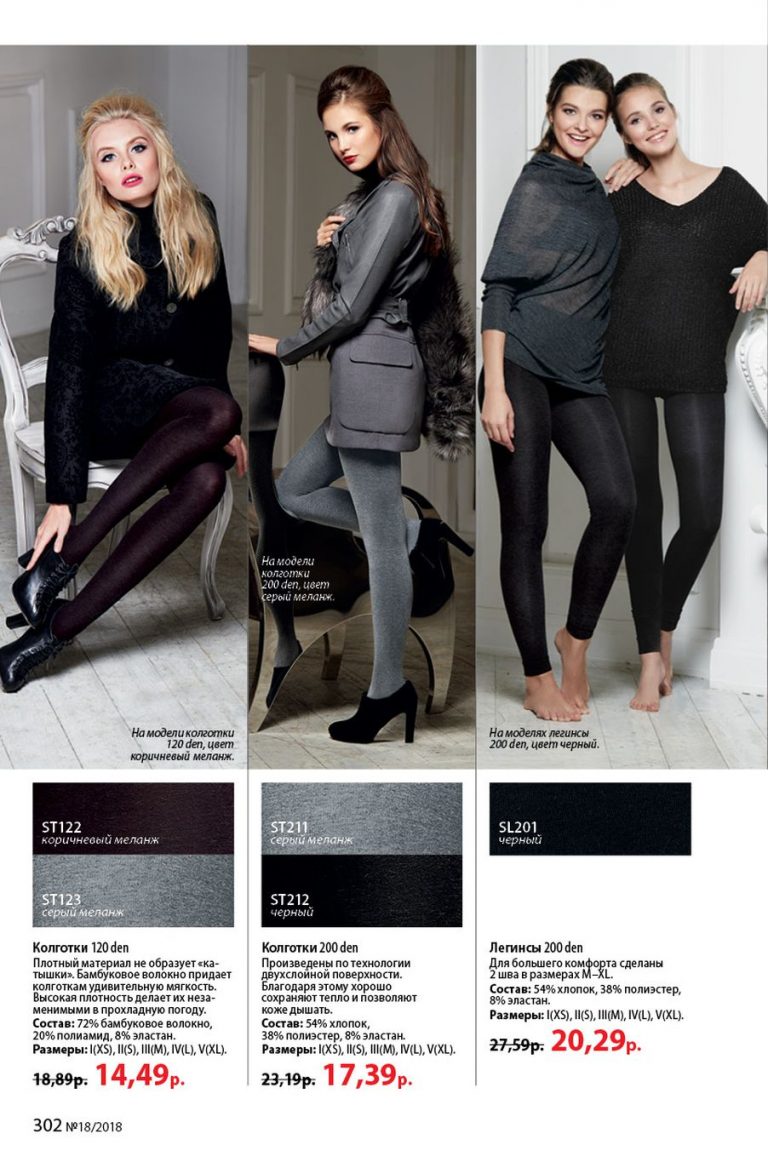 На модели
колготки
200 den, цвет
серый меланж.
На модели колготки
120 den, цвет
коричневый меланж.
На моделях легинсы
200 den, цвет черный.
ST122
коричневый меланж
ST123
серый меланж
Колготки 120 den
Плотный материал не образует «ка-
тышки». Бамбуковое волокно придает
колготкам удивительную мягкость.
Высокая плотность делает их неза-
менимыми в прохладную погоду.
Состав: 72% бамбуковое волокно,
20% полиамид, 8% эластан.
Размеры: I(XS), II(S), III(M), IV(L), V(XL).
18,89р. 14,49р.
ST211
серый меланж
ST212
черный
Колготки 200 den
Произведены по технологии
двухслойной поверхности.
Благодаря этому хорошо
сохраняют тепло и позволяют
коже дышать.
Состав: 54% хлопок,
38% полиэстер, 8% эластан.
Размеры: I(XS), II(S), III(M), IV(L), V(XL).
23,19р. 17,39р.
SL201
черный
Легинсы 200 den
Для большего комфорта сделаны
2 шва в размерах M–XL.
Состав: 54% хлопок, 38% полиэстер,
8% эластан.
Размеры: I(XS), II(S), III(M), IV(L), V(XL).
27,59р. 20,29р.
302 №18/2018